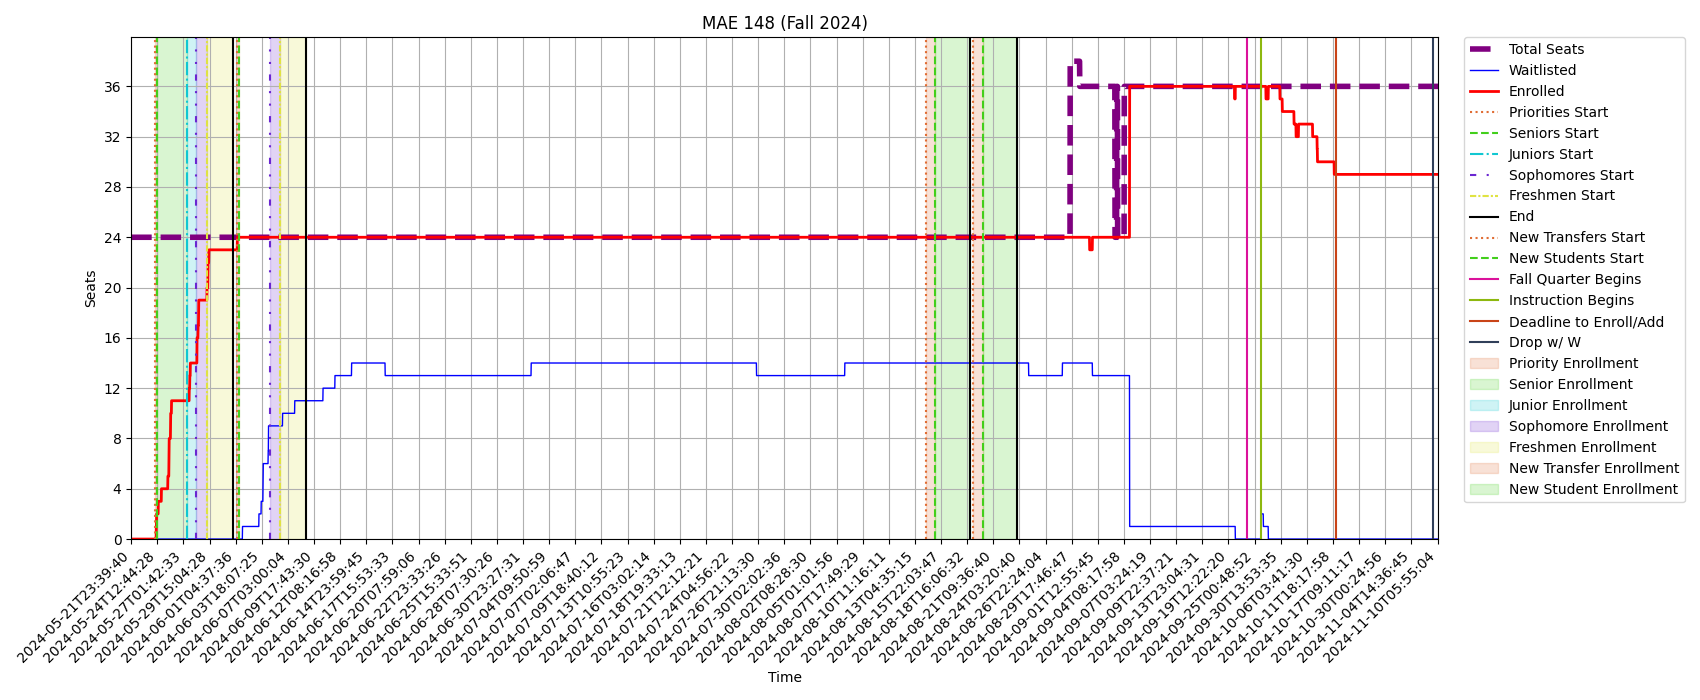 MAE 148 (Fall 2024)
Seats
36
32
28
24
20
16
12
8
4
0
2024-05-21T23:39:40
2024-05-24T12:44:28
2024-05-27T01:42:33
2024-05-29T15:04:28
2024-06-01T04:37:36
2024-06-03T18:07:25
2024-06-07T03:00:04
2024-06-09T17:43:30
2024-06-12T08:16:58
2024-06-14T23:59:45
2024-06-17T15:53:33
2024-06-20T07:59:06
2024-06-22T23:33:26
2024-06-25T15:33:51
2024-06-28T07:30:26
2024-06-30T23:27:31
2024-07-04T09:50:59
2024-07-07T02:06:47
2024-07-09T18:40:12
2024-07-13T10:55:23
2024-07-16T03:02:14
2024-07-18T19:33:13
2024-07-21T12:12:21
2024-07-24T04:56:22
2024-07-26T21:13:30
2024-07-30T02:02:36
2024-08-02T18:08:28
2024-08-05T01:01:56
2024-08-07T17:49:29
2024-08-10T11:16:11
2024-08-13T04:35:15
2024-08-15T22:03:47
2024-08-18T16:06:32
2024-08-21T09:36:40
2024-08-24T03:20:40
2024-08-26T22:24:04
2024-08-29T17:46:47
2024-09-01T12:55:45
2024-09-04T08:17:58
2024-09-07T03:24:19
2024-09-09T22:37:21
2024-09-13T23:04:31
2024-09-19T12:22:20
2024-09-25T00:48:52
2024-09-30T13:53:35
2024-10-06T03:41:30
2024-10-11T18:17:58
2024-10-17T09:11:17
2024-10-30T00:24:56
2024-11-04T14:36:45
2024-11-10T05:55:04
Time
Total Seats
Waitlisted
Enrolled
Priorities Start
Seniors Start
Juniors Start
Sophomores Start
Freshmen Start
End
New Transfers Start
New Students Start
Fall Quarter Begins
Instruction Begins
Deadline to Enroll/Add
Drop w/ W
Priority Enrollment
Senior Enrollment
Junior Enrollment
Sophomore Enrollment
Freshmen Enrollment
New Transfer Enrollment
New Student Enrollment